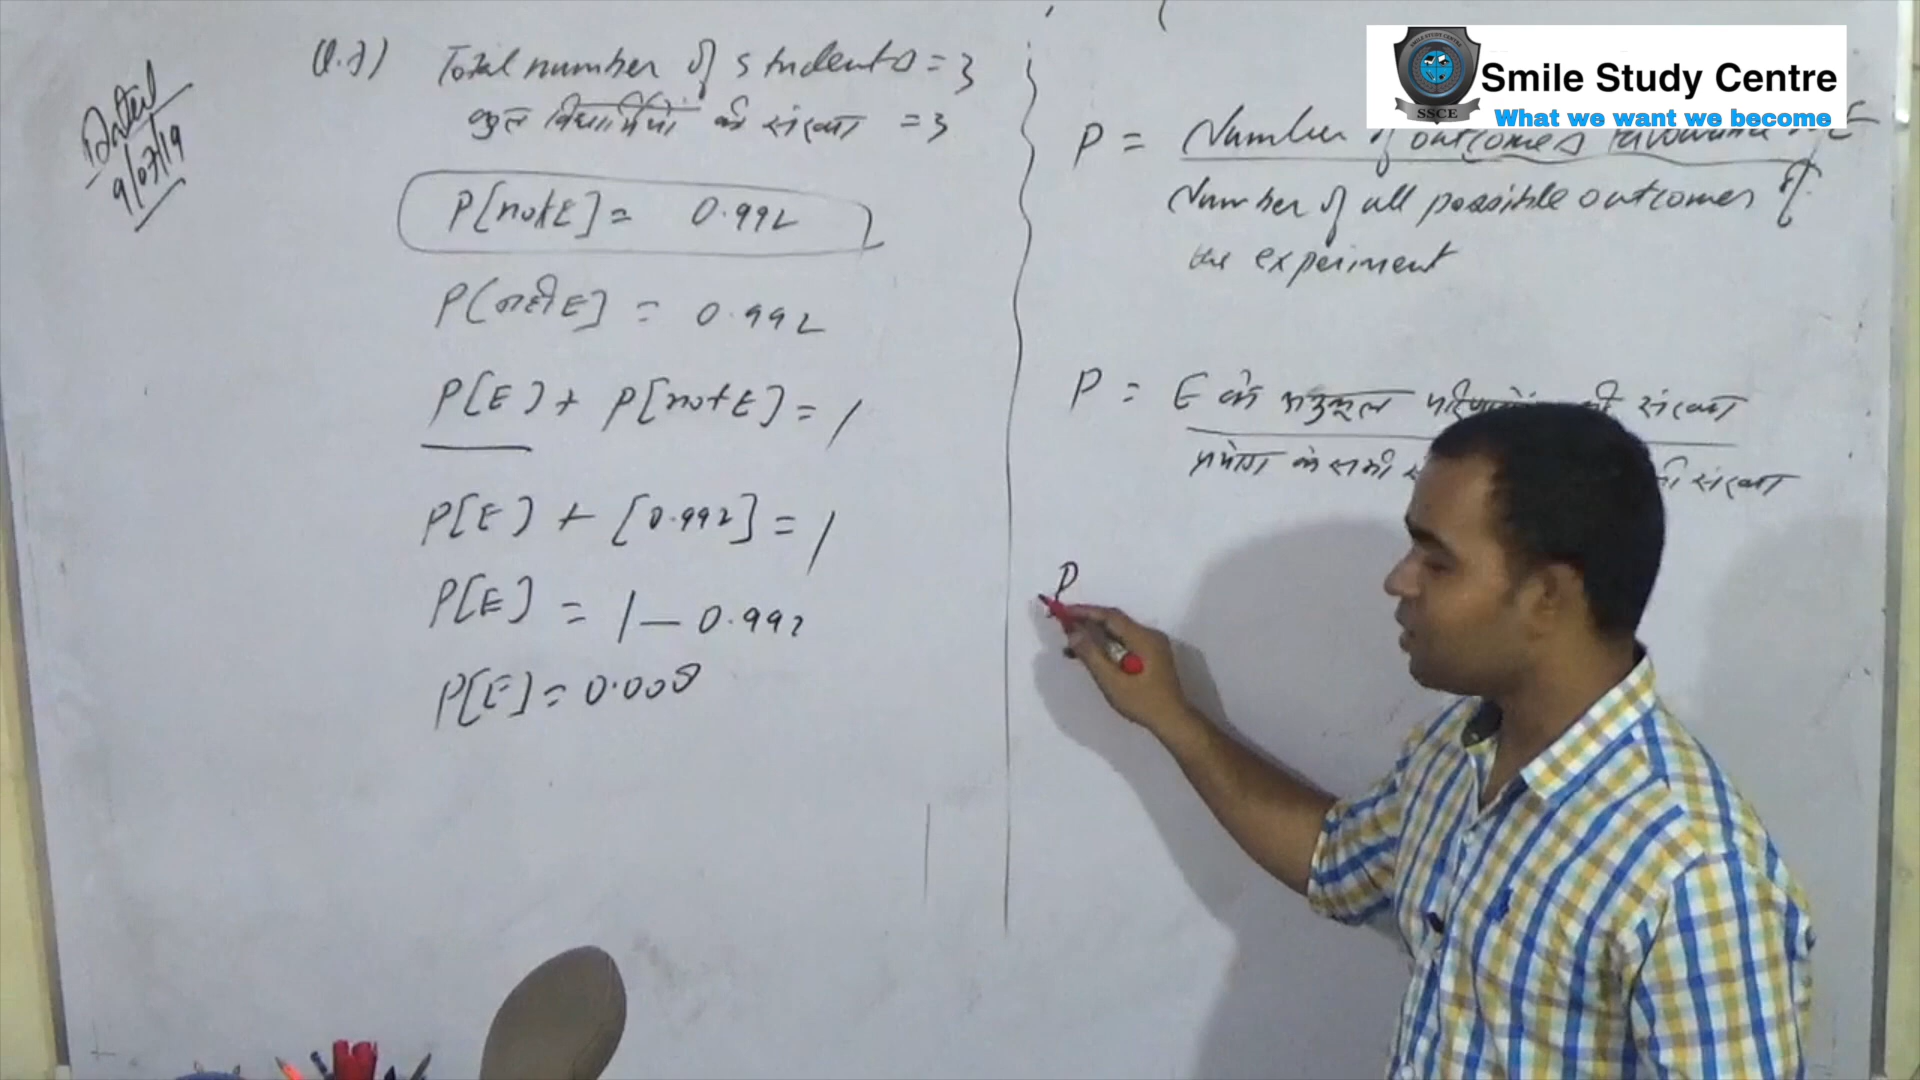 Dated
9/07/19
Q.7) Total number of students = 3
कुल विद्यार्थियों की संख्या = 3
P[not E] = 0.992
P[नहीं E] = 0.992
P[E] + P[not E] = 1
P[E] + [0.992] = 1
P[E] = 1 - 0.992
P[E] = 0.008
Smile Study Centre
What we want we become
SSCE
P = Number of outcomes favourable
Number of all possible outcomes of
the experiment
P = E के अनुकूल की संख्या
प्रयोग के सभी संख्या
P